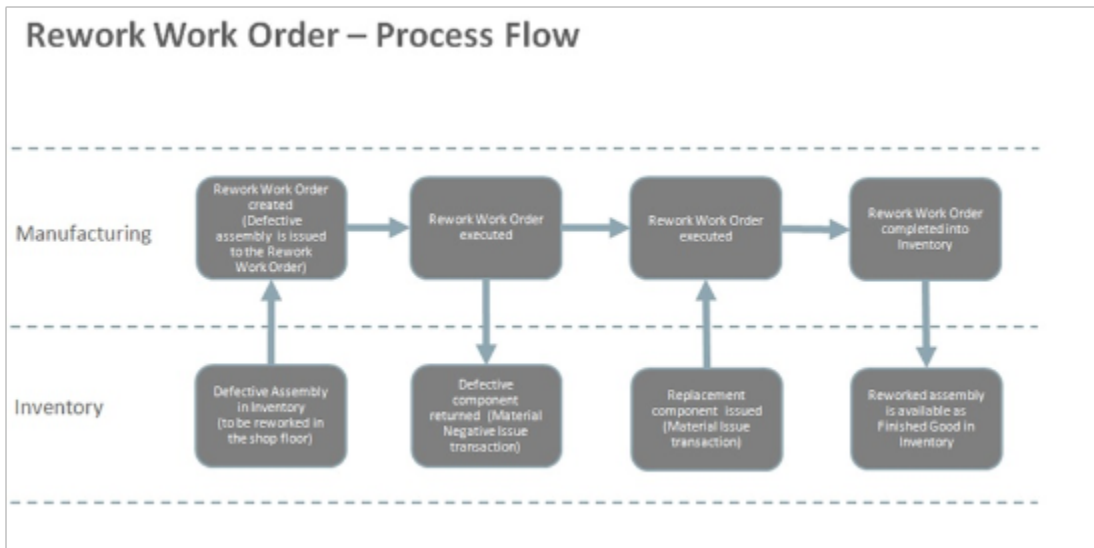 Rework Work Order – Process Flow
Manufacturing
Rework Work Order
created
(Defective
assembly is issued
to the Rework
Work Order)
Rework Work Order
executed
Rework Work Order
executed
Rework Work Order
completed into
Inventory
Inventory
Defective Assembly
in Inventory
(to be reworked in
the shop floor)
Defective
component
returned (Material
Negative Issue
transaction)
Replacement
component issued
(Material Issue
transaction)
Reworked assembly
is available as
Finished Good in
Inventory